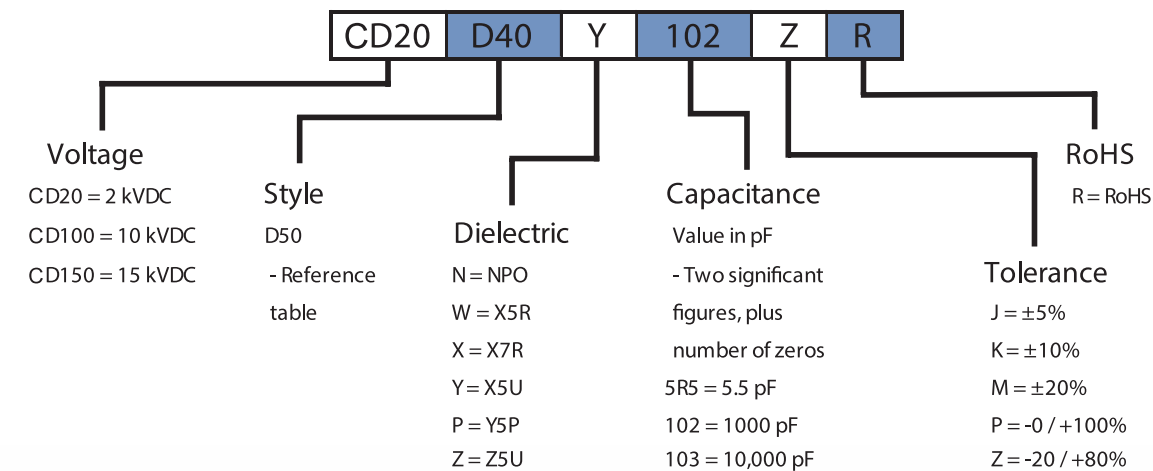 CD20 D40 Y 102 Z R
Voltage
CD20 = 2 kVDC
CD100 = 10 kVDC
CD150 = 15 kVDC
Style
D50
- Reference
table
Dielectric
N = NPO
W = X5R
X = X7R
Y = X5U
P = Y5P
Z = Z5U
Capacitance
Value in pF
- Two significant
figures, plus
number of zeros
5R5 = 5.5 pF
102 = 1000 pF
103 = 10,000 pF
Tolerance
J = ±5%
K = ±10%
M = ±20%
P = -0 / +100%
Z = -20 / +80%
RoHS
R = RoHS